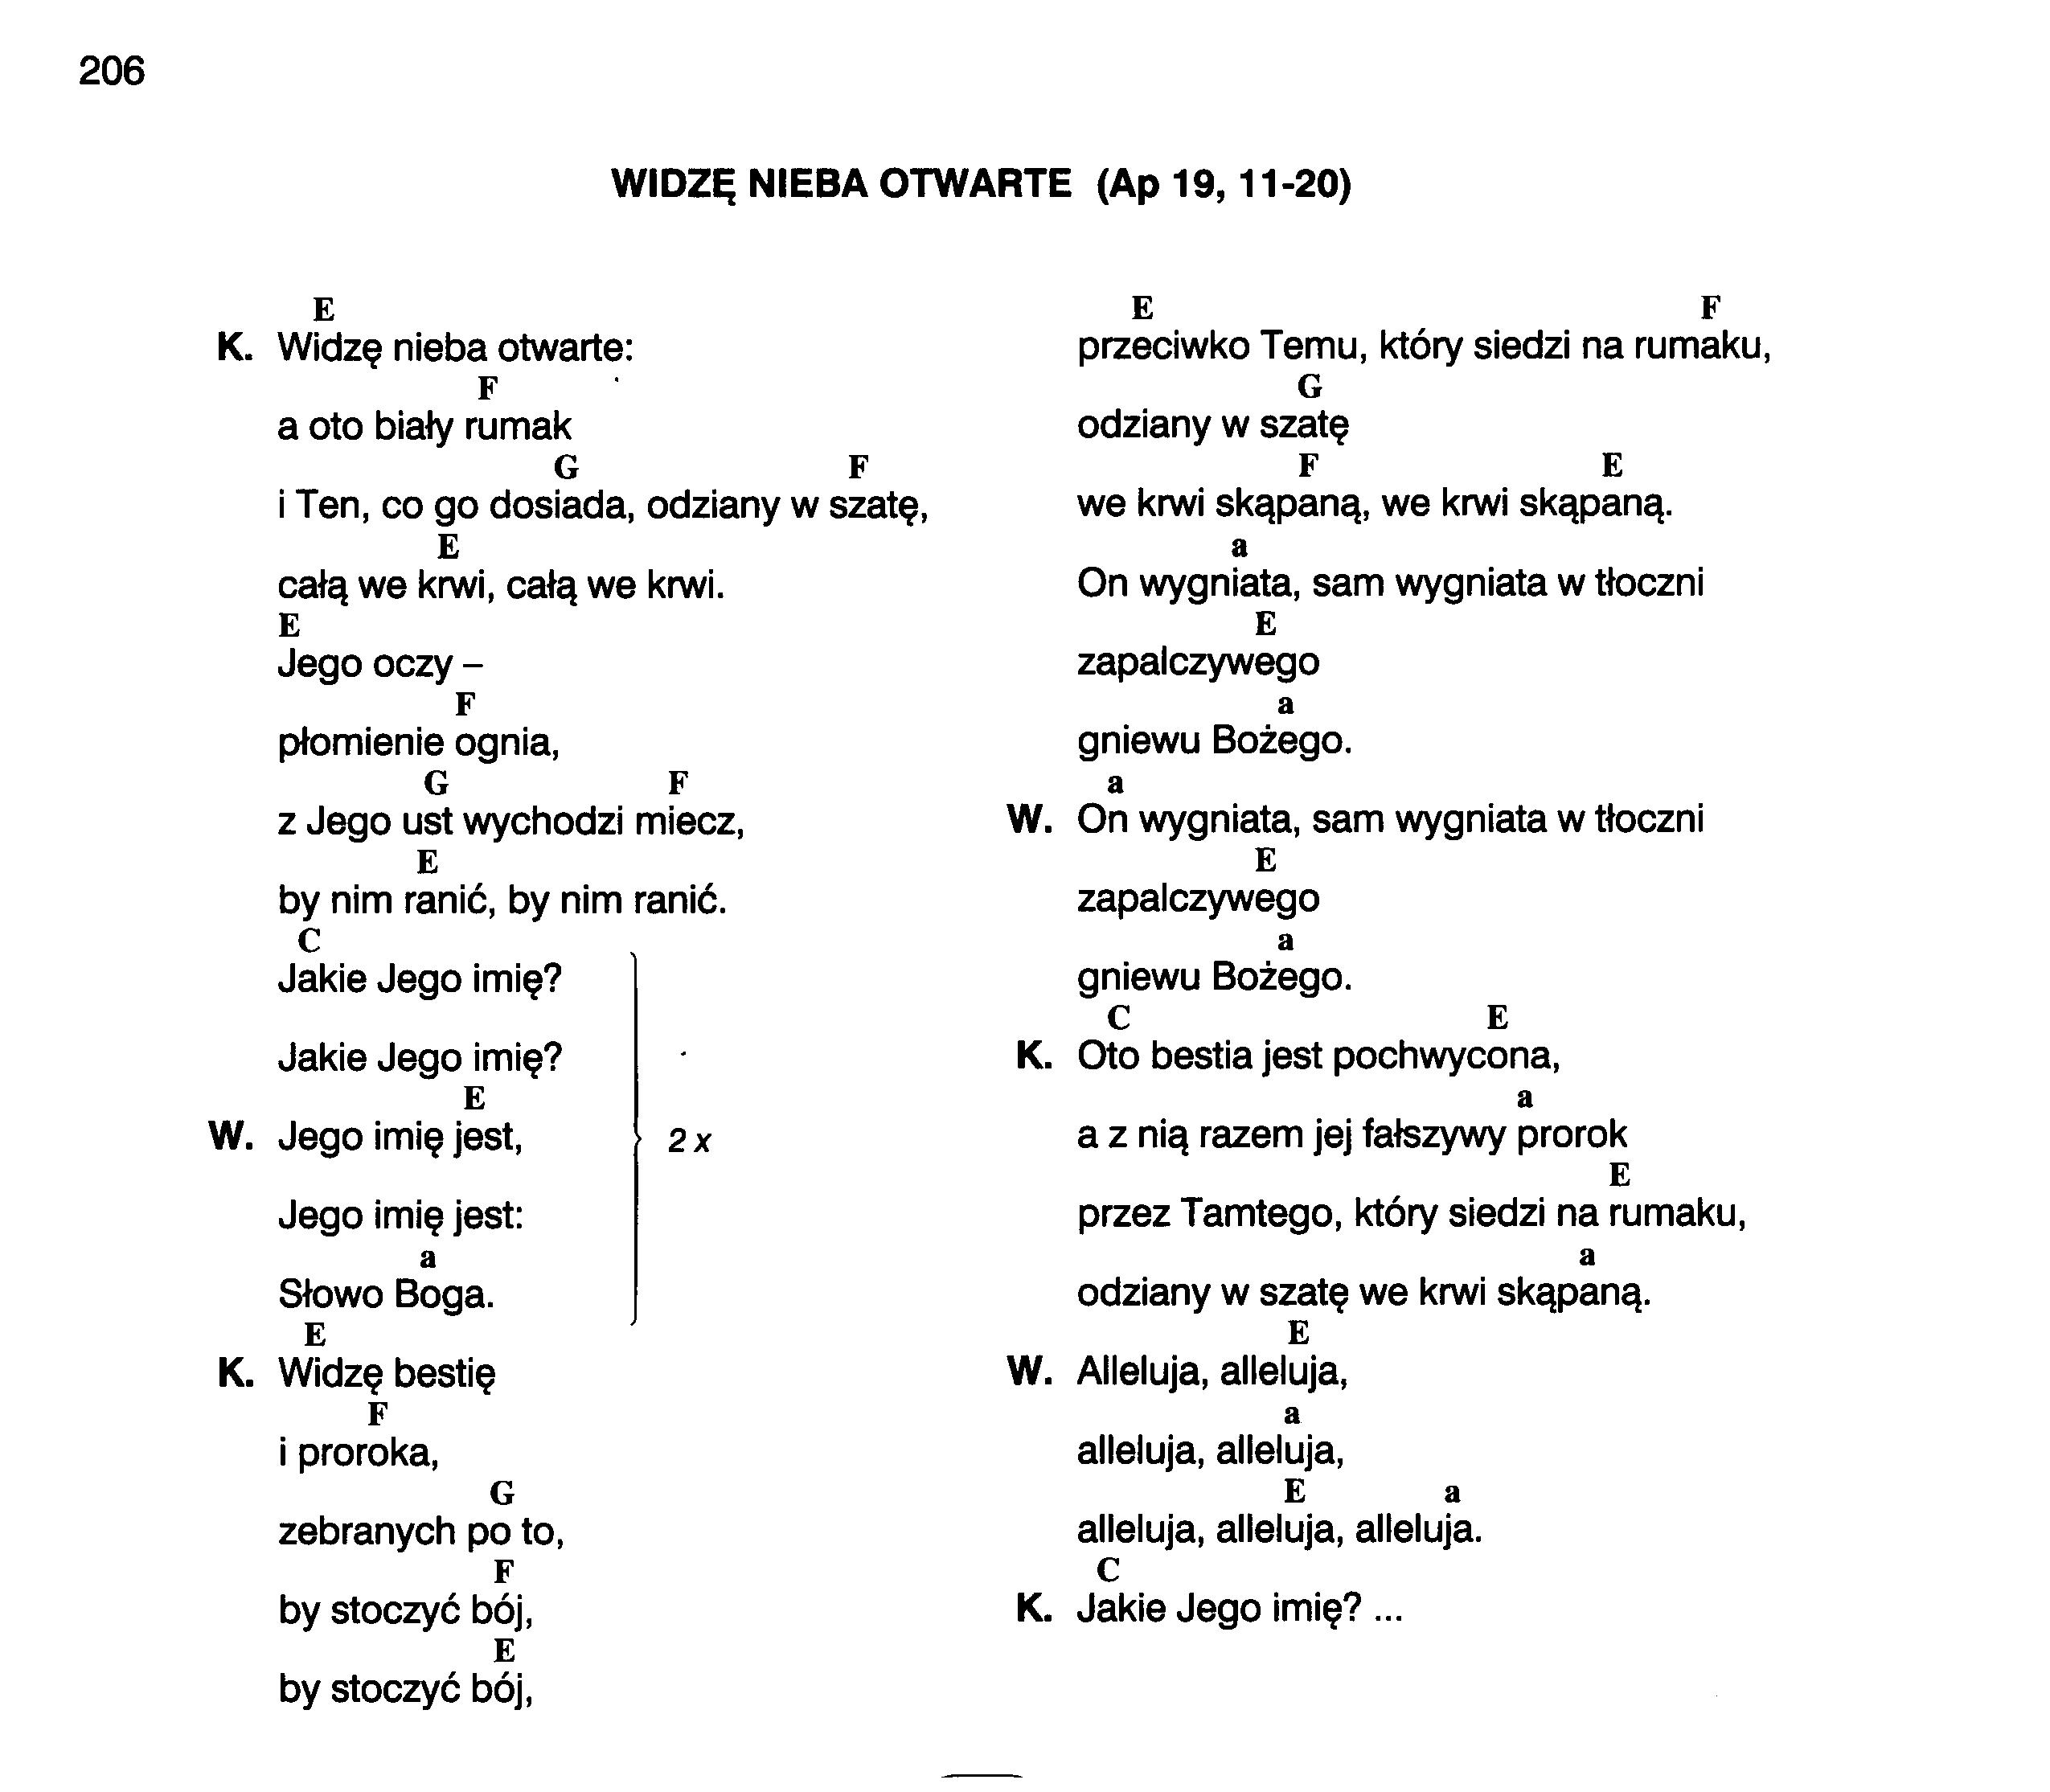 206
WIDZĘ NIEBA OTWARTE (Ap 19, 11-20)
E
K. Widzę nieba otwarte:
F
a oto biały rumak
G F
i Ten, co go dosiada, odziany w szatę,
E
całą we krwi, całą we krwi.
E
Jego oczy –
F
płomienie ognia,
G F
z Jego ust wychodzi miecz,
E
by nim ranić, by nim ranić.
C
Jakie Jego imię?
Jakie Jego imię?
E
W. Jego imię jest,
2 x
Jego imię jest:
a
Słowo Boga.
E
K. Widzę bestię
F
i proroka,
G
zebranych po to,
F
by stoczyć bój,
E
by stoczyć bój,
E F
przeciwko Temu, który siedzi na rumaku,
G
odziany w szatę
F E
we krwi skąpaną, we krwi skąpaną.
a
On wygniata, sam wygniata w tłoczni
E
zapalczywego
a
gniewu Bożego.
a
W. On wygniata, sam wygniata w tłoczni
E
zapalczywego
a
gniewu Bożego.
C E
K. Oto bestia jest pochwycona,
a
a z nią razem jej fałszywy prorok
E
przez Tamtego, który siedzi na rumaku,
a
odziany w szatę we krwi skąpaną.
E
W. Alleluja, alleluja,
a
alleluja, alleluja,
E a
alleluja, alleluja, alleluja.
C
K. Jakie Jego imię? ...